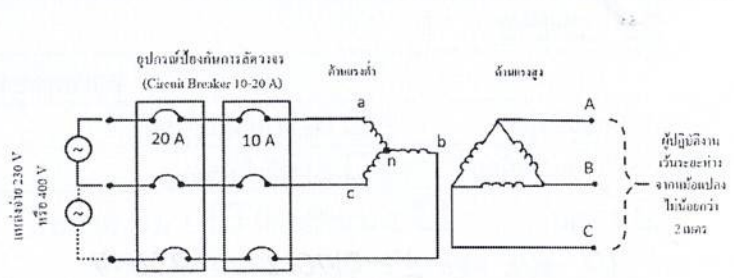 อุปกรณ์ป้องกันการลัดวงจร
(Circuit Breaker 10-20 A)
ด้านแรงต่ำ
ด้านแรงสูง
20 A
10 A
a
b
c
n
A
B
C
แหล่งจ่าย 230 V
หรือ 400 V
ผู้ปฏิบัติงาน
เว้นระยะห่าง
จากหม้อแปลง
ไม่น้อยกว่า
2 เมตร